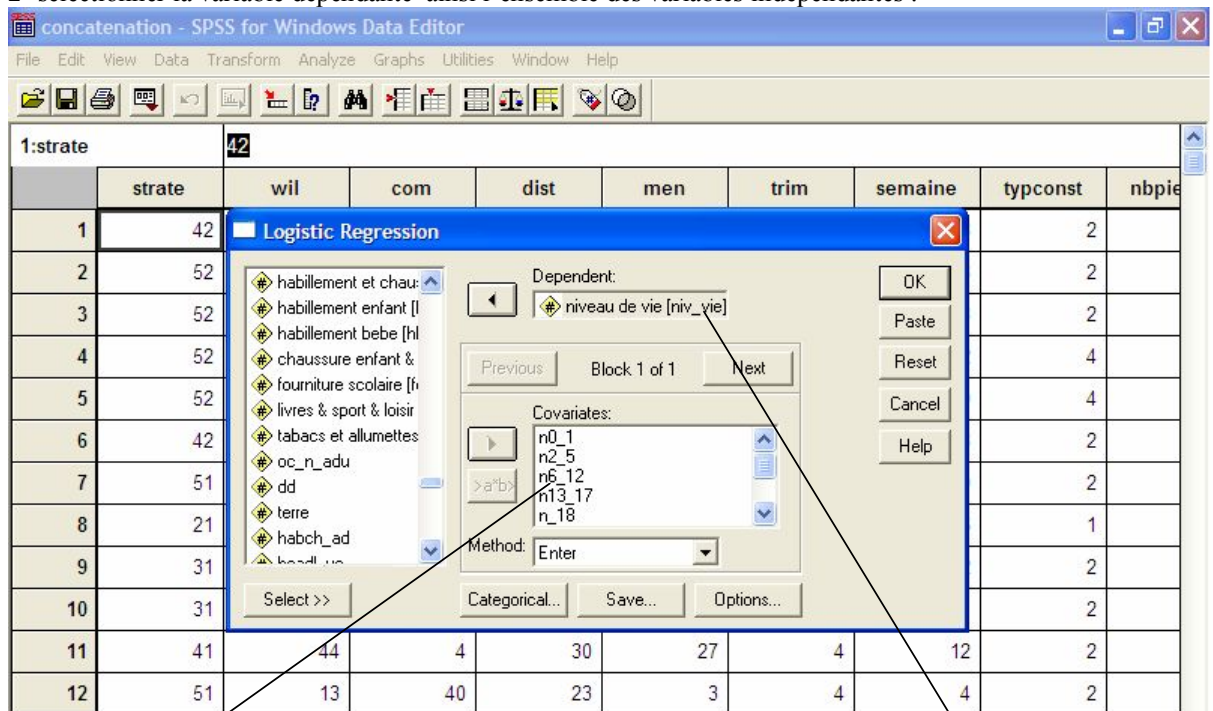 2- sélectionner la variable dépendante ainsi l'ensemble des variables indépendantes :
concatenation - SPSS for Windows Data Editor
File Edit View Data Transform Analyze Graphs Utilities Window Help
1:strate 42
strate wil com dist men trim semaine typconst nbpie
1 42 2
2 52 2
3 52 2
4 52 4
5 52 4
6 42 2
7 51 2
8 21 1
9 31 2
10 31 2
11 41 44 4 30 27 4 12 2
12 51 13 40 23 3 4 4 2
Logistic Regression
habillement et chau:
habillement enfant [l
habillement bebe [hl
chaussure enfant &
fourniture scolaire [f
livres & sport & loisir
tabacs et allumettes
oc_n_adu
dd
terre
habch_ad
Select >>
Dependent:
niveau de vie [niv_vie]
Previous Block 1 of 1 Next
Covariates:
n0_1
n2_5
n6_12
n13_17
n_18
>a*b>
Method: Enter
Categorical... Save... Options...
OK
Paste
Reset
Cancel
Help